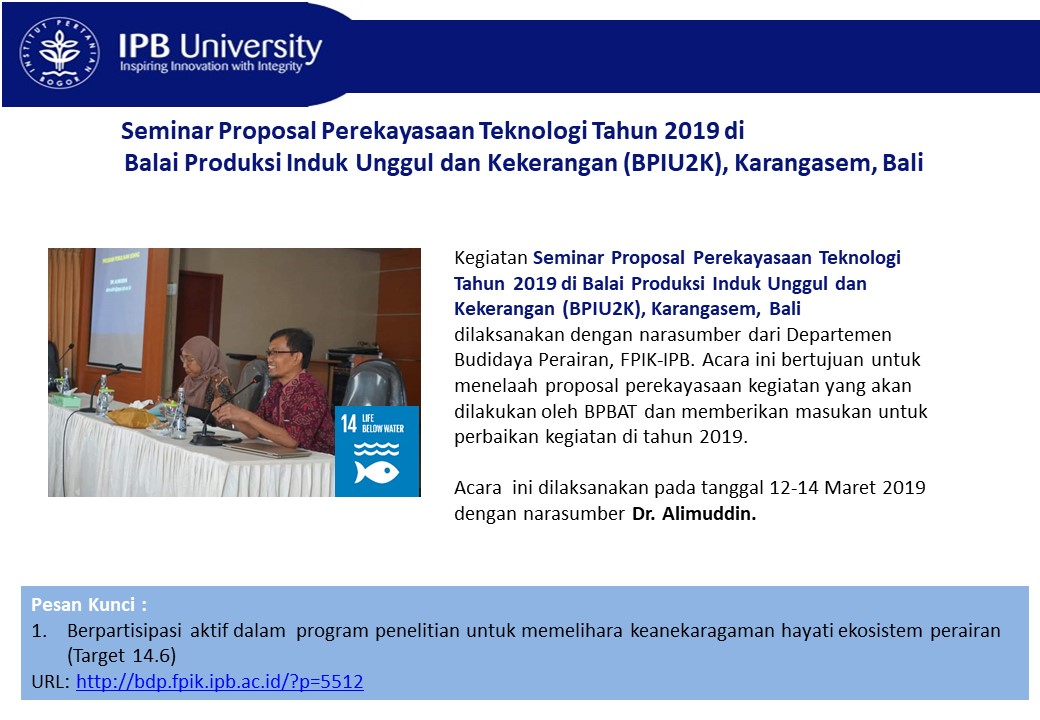 INSTITUT PERTANIAN BOGOR
IPB University
Inspiring Innovation with Integrity
Seminar Proposal Perekayasaan Teknologi Tahun 2019 di
Balai Produksi Induk Unggul dan Kekerangan (BPIU2K), Karangasem, Bali
14 LIFE
BELOW WATER
Kegiatan Seminar Proposal Perekayasaan Teknologi
Tahun 2019 di Balai Produksi Induk Unggul dan
Kekerangan (BPIU2K), Karangasem, Bali
dilaksanakan dengan narasumber dari Departemen
Budidaya Perairan, FPIK-IPB. Acara ini bertujuan untuk
menelaah proposal perekayasaan kegiatan yang akan
dilakukan oleh BPBAT dan memberikan masukan untuk
perbaikan kegiatan di tahun 2019.
Acara ini dilaksanakan pada tanggal 12-14 Maret 2019
dengan narasumber Dr. Alimuddin.
Pesan Kunci :
1. Berpartisipasi aktif dalam program penelitian untuk memelihara keanekaragaman hayati ekosistem perairan
(Target 14.6)
URL: http://bdp.fpik.ipb.ac.id/?p=5512